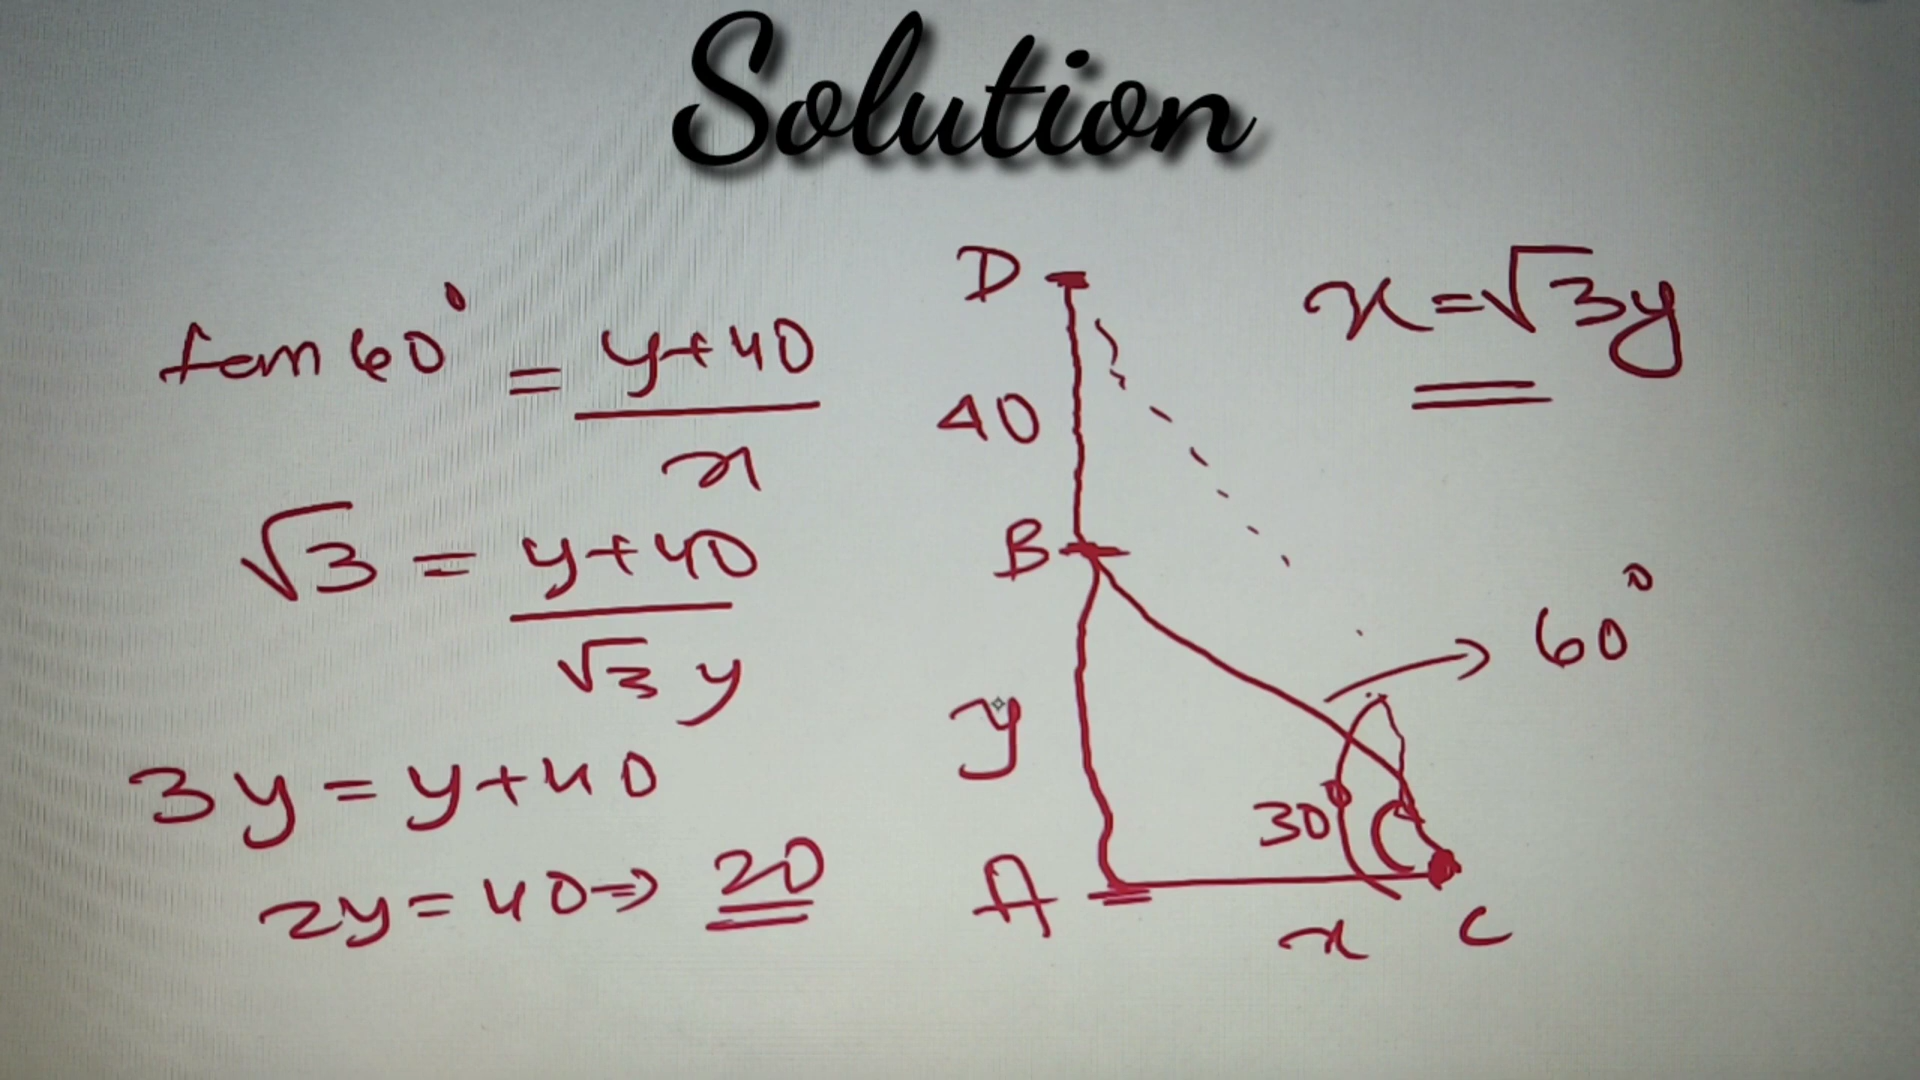 Solution
tan 60° = y+40 / x
√3 = y+40 / √3 y
3y = y+40
2y = 40 ⇒ 20
D
40
B
y
A
x
C
30°
60°
x = √3y